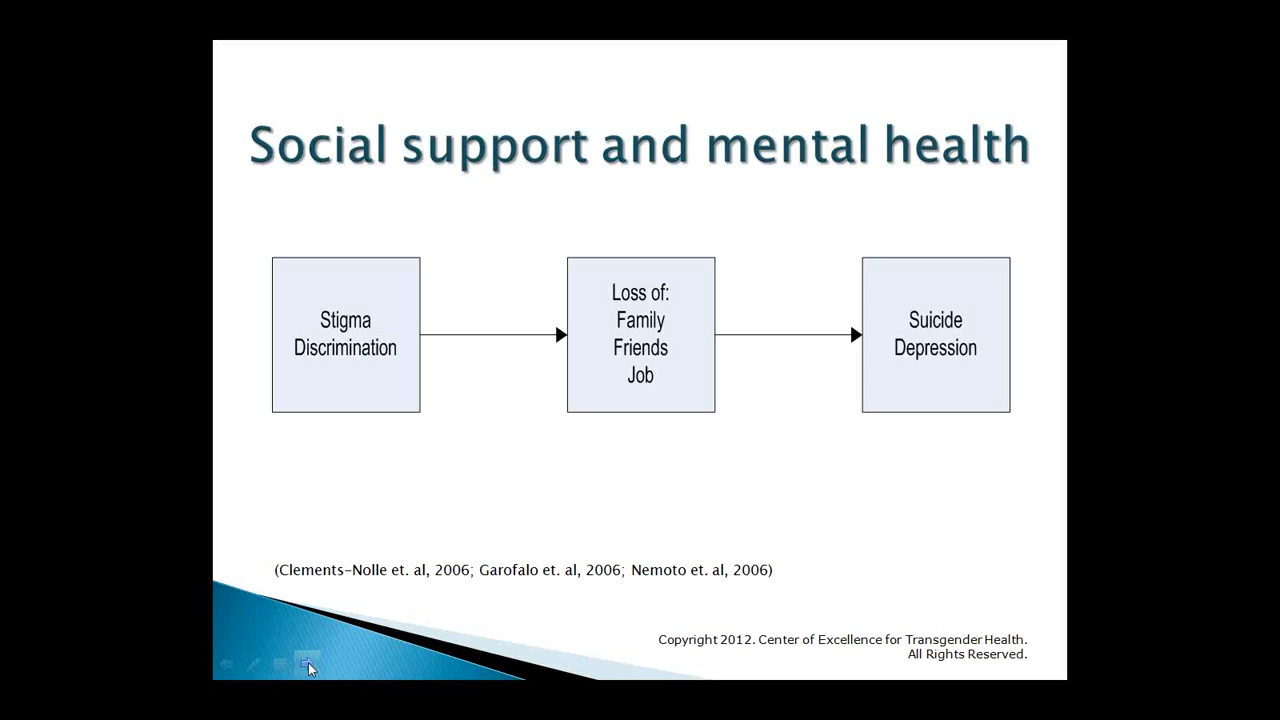 Social support and mental health
Stigma
Discrimination
Loss of:
Family
Friends
Job
Suicide
Depression
(Clements-Nolle et. al, 2006; Garofalo et. al, 2006; Nemoto et. al, 2006)
Copyright 2012. Center of Excellence for Transgender Health.
All Rights Reserved.